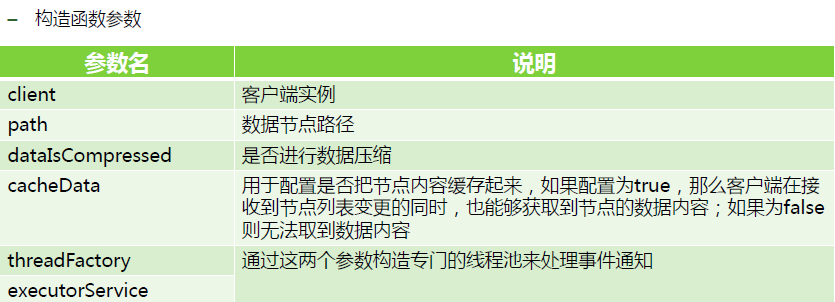 – 构造函数参数
参数名 说明
client 客户端实例
path 数据节点路径
dataIsCompressed 是否进行数据压缩
cacheData 用于配置是否把节点内容缓存起来，如果配置为true，那么客户端在接
收到节点列表变更的同时，也能够获取到节点的数据内容；如果为false
则无法取到数据内容
threadFactory 通过这两个参数构造专门的线程池来处理事件通知
executorService